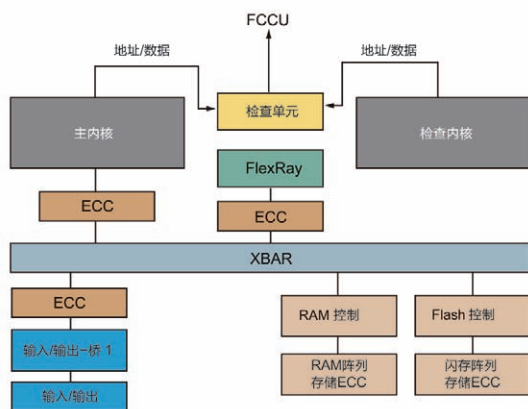 FCCU
地址/数据
地址/数据
检查单元
主内核
检查内核
FlexRay
ECC
ECC
XBAR
ECC
RAM 控制
Flash 控制
输入/输出-桥 1
RAM阵列
存储ECC
闪存阵列
存储ECC
输入/输出